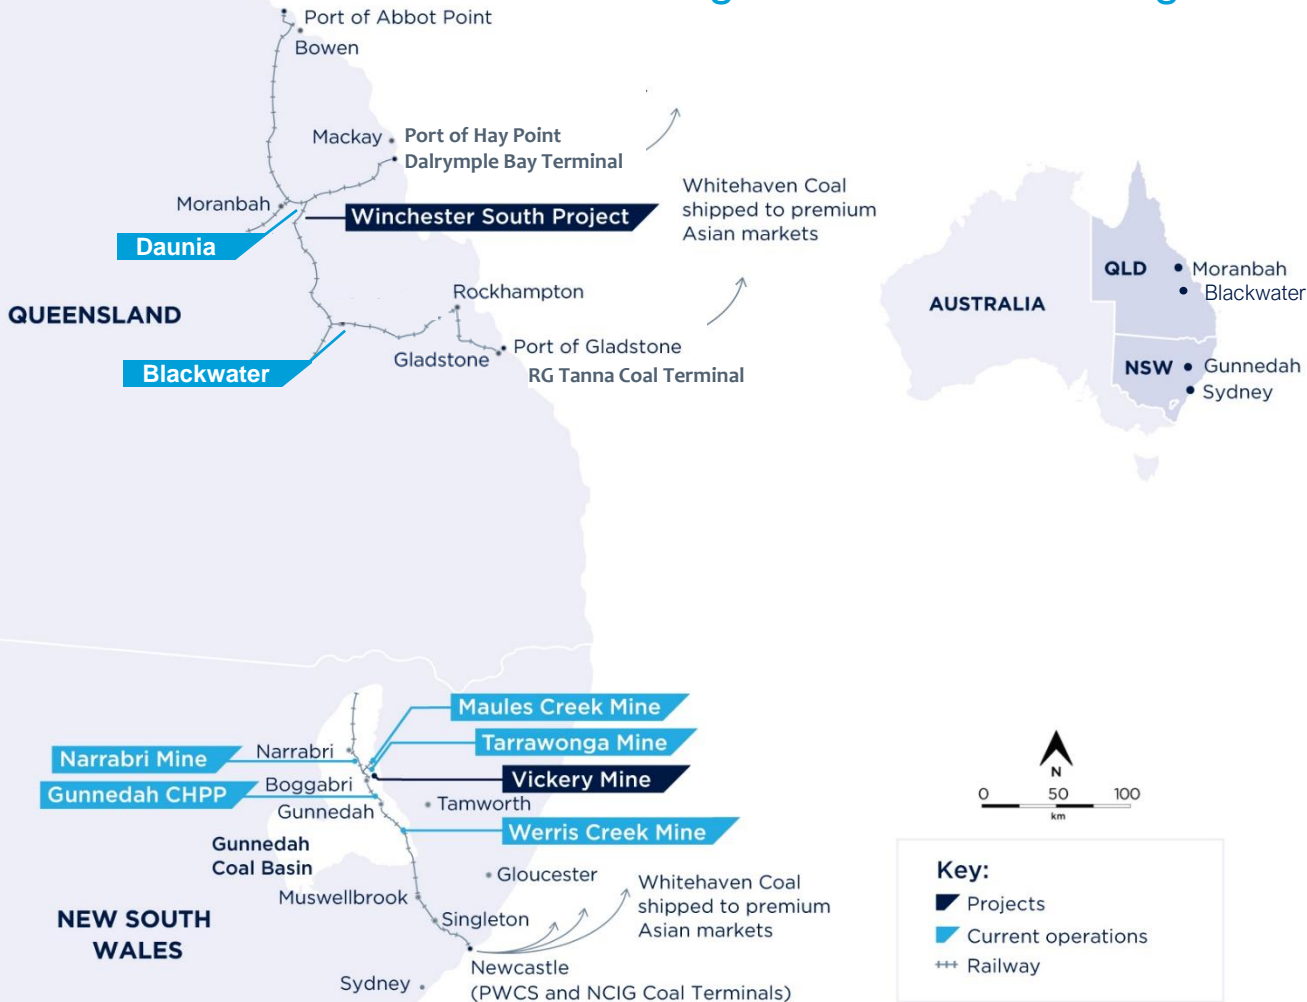 Port of Abbot Point
Bowen
Mackay
Port of Hay Point
Dalrymple Bay Terminal
Moranbah
Winchester South Project
Daunia
Whitehaven Coal
shipped to premium
Asian markets
QUEENSLAND
Rockhampton
Blackwater
Gladstone
Port of Gladstone
RG Tanna Coal Terminal
AUSTRALIA
QLD
Moranbah
Blackwater
NSW
Gunnedah
Sydney
Maules Creek Mine
Tarrawonga Mine
Narrabri Mine
Narrabri
Vickery Mine
Boggabri
Gunnedah CHPP
Gunnedah
Tamworth
Werris Creek Mine
Gunnedah
Coal Basin
Gloucester
Muswellbrook
Singleton
Whitehaven Coal
shipped to premium
Asian markets
NEW SOUTH
WALES
Newcastle
(PWCS and NCIG Coal Terminals)
Sydney
N
0 50 100
km
Key:
Projects
Current operations
Railway